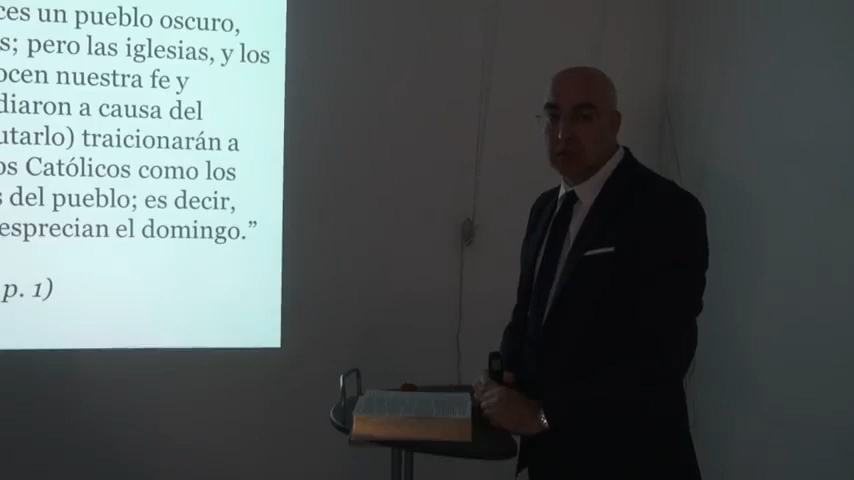 ces un pueblo oscuro,
s; pero las iglesias, y los
ocen nuestra fe y
diaron a causa del
utarlo) traicionarán a
os Católicos como los
s del pueblo; es decir,
esprecian el domingo.”
p. 1)